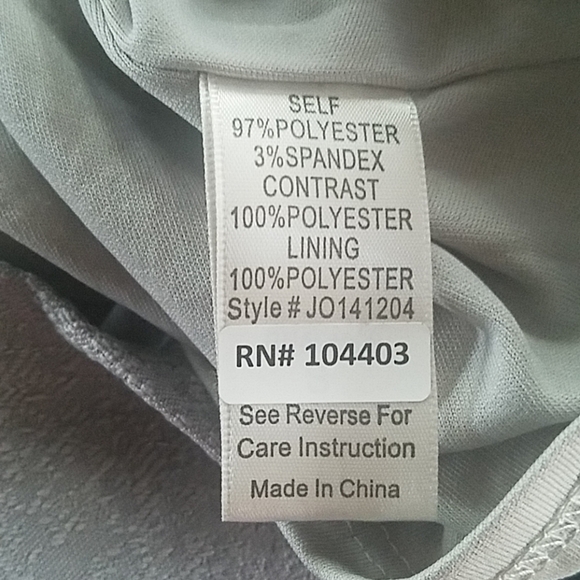 SELF
97%POLYESTER
3%SPANDEX
CONTRAST
100%POLYESTER
LINING
100%POLYESTER
Style # JO141204
RN# 104403
See Reverse For
Care Instruction
Made In China